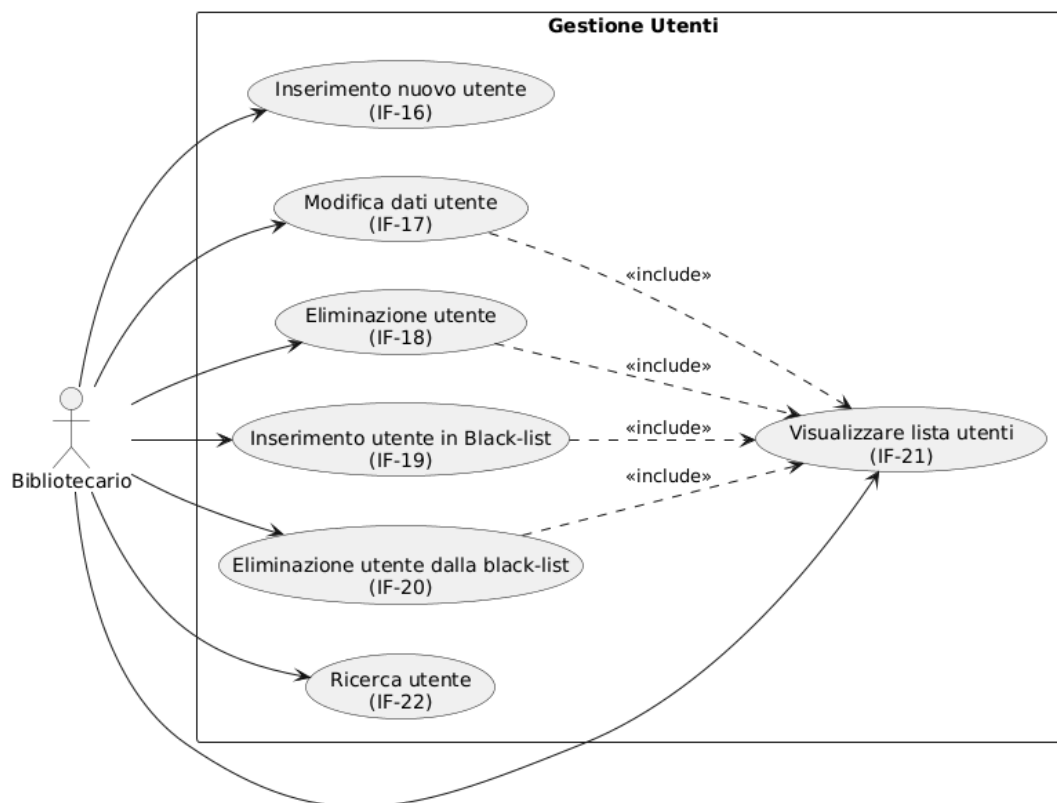 Gestione Utenti
Inserimento nuovo utente
(IF-16)
Modifica dati utente
(IF-17)
«include»
Eliminazione utente
(IF-18)
«include»
Bibliotecario
Inserimento utente in Black-list
(IF-19)
«include»
Visualizzare lista utenti
(IF-21)
«include»
Eliminazione utente dalla black-list
(IF-20)
Ricerca utente
(IF-22)